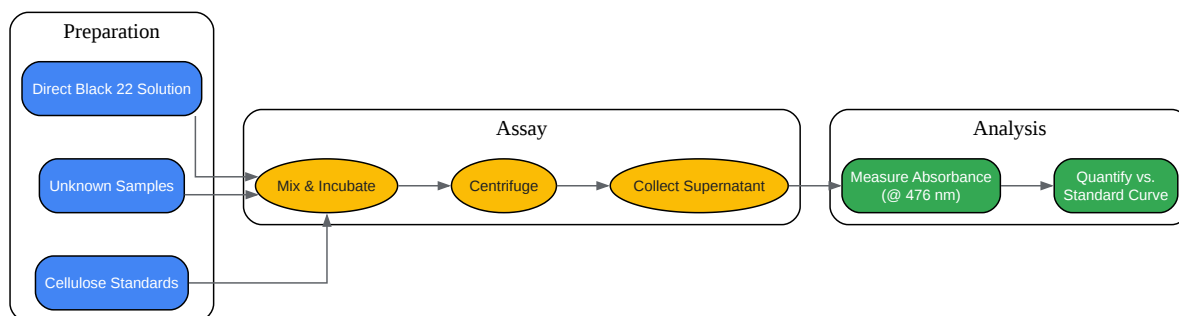 Preparation
Direct Black 22 Solution
Unknown Samples
Cellulose Standards
Assay
Mix & Incubate
Centrifuge
Collect Supernatant
Analysis
Measure Absorbance
(@ 476 nm)
Quantify vs.
Standard Curve